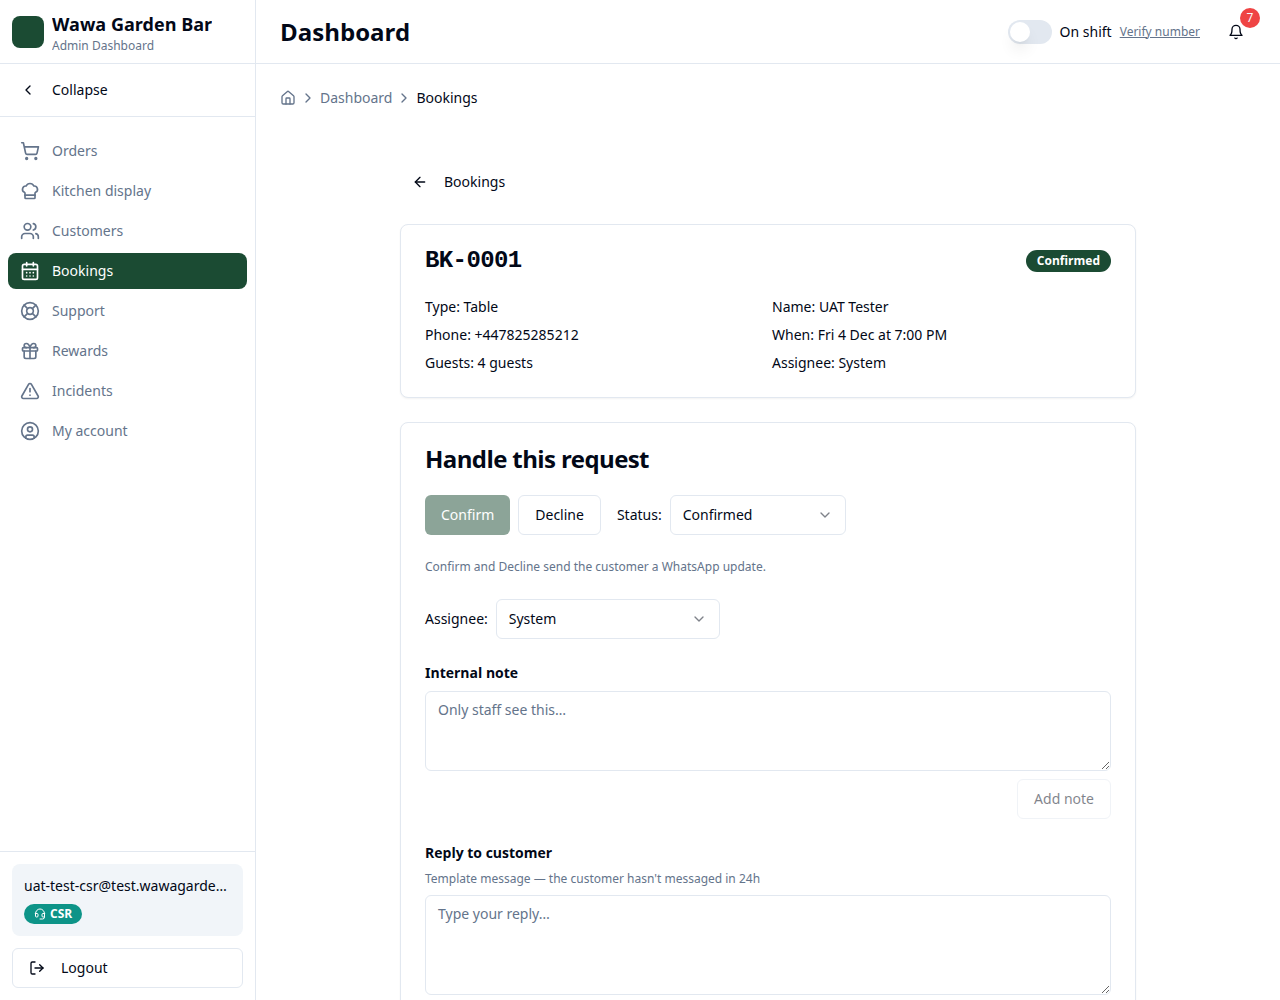 Wawa Garden Bar
Admin Dashboard
Collapse
Orders
Kitchen display
Customers
Bookings
Support
Rewards
Incidents
My account
uat-test-csr@test.wawagarde...
CSR
Logout
Dashboard
On shift
Verify number
7
Dashboard
Bookings
Bookings
BK-0001
Confirmed
Type: Table
Name: UAT Tester
Phone: +447825285212
When: Fri 4 Dec at 7:00 PM
Guests: 4 guests
Assignee: System
Handle this request
Confirm
Decline
Status:
Confirmed
Confirm and Decline send the customer a WhatsApp update.
Assignee:
System
Internal note
Only staff see this...
Add note
Reply to customer
Template message — the customer hasn't messaged in 24h
Type your reply...